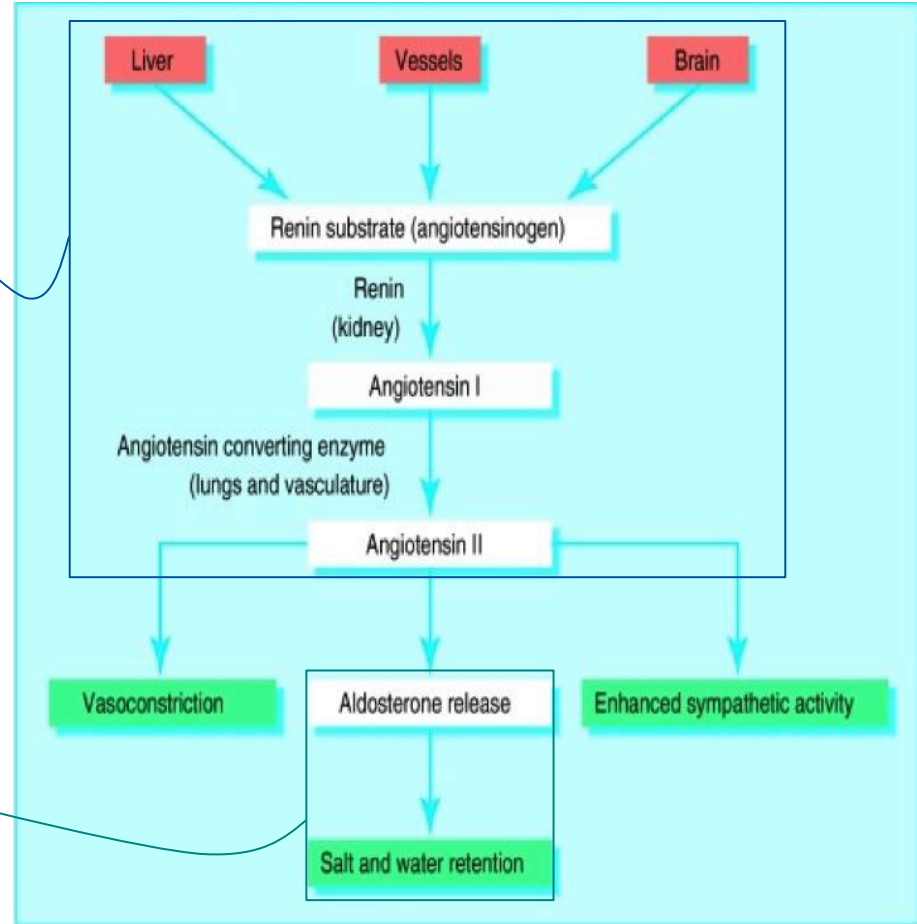 Liver
Vessels
Brain
Renin substrate (angiotensinogen)
Renin
(kidney)
Angiotensin I
Angiotensin converting enzyme
(lungs and vasculature)
Angiotensin II
Vasoconstriction
Aldosterone release
Enhanced sympathetic activity
Salt and water retention